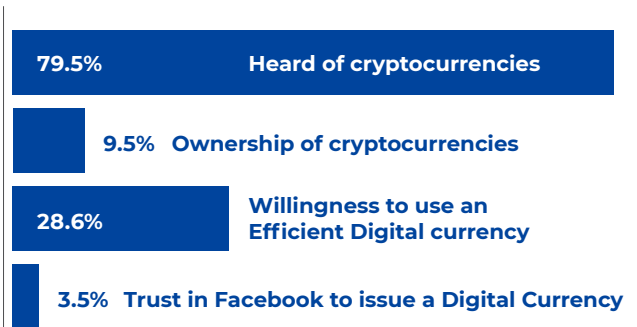 79.5% Heard of cryptocurrencies
9.5% Ownership of cryptocurrencies
28.6% Willingness to use an
Efficient Digital currency
3.5% Trust in Facebook to issue a Digital Currency